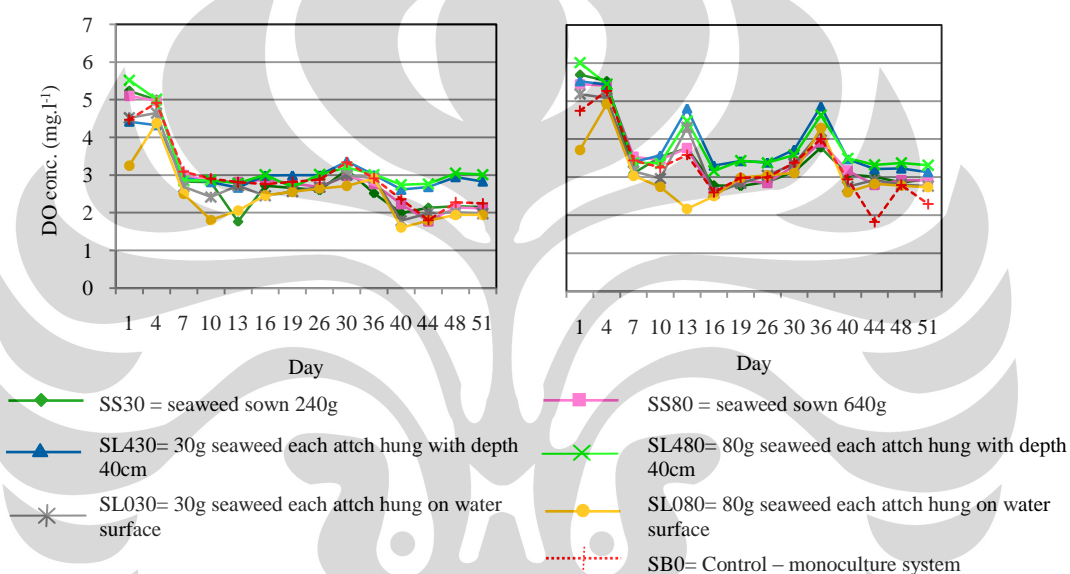 7
6
5
4
3
2
1
0
DO conc. (mg.l-1)
1 4 7 10 13 16 19 26 30 36 40 44 48 51
1 4 7 10 13 16 19 26 30 36 40 44 48 51
Day
Day
SS30 = seaweed sown 240g
SS80 = seaweed sown 640g
SL430= 30g seaweed each attch hung with depth
40cm
SL480= 80g seaweed each attch hung with depth
40cm
SL030= 30g seaweed each attch hung on water
surface
SL080= 80g seaweed each attch hung on water
surface
SB0= Control – monoculture system